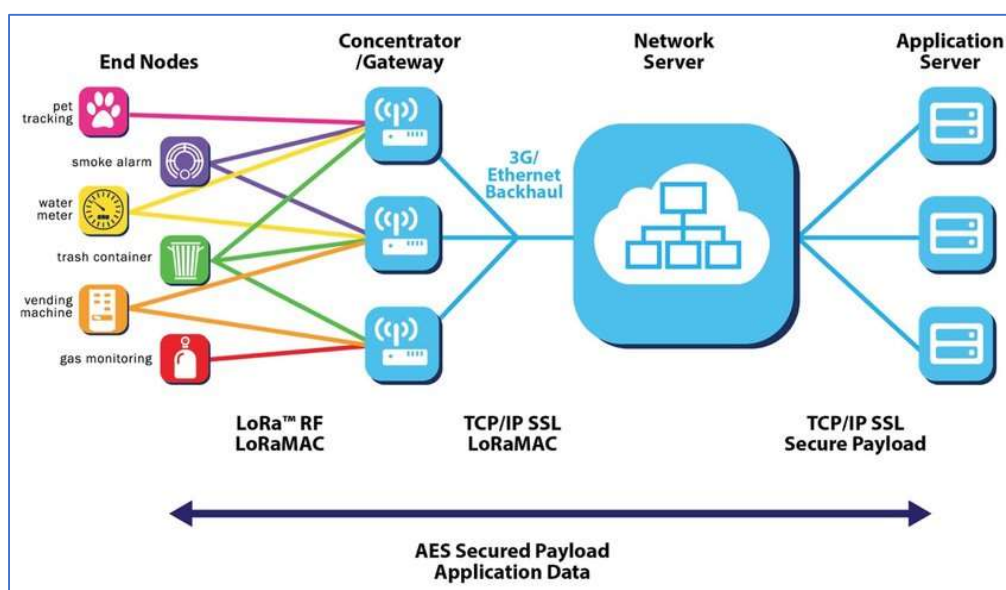 End Nodes
Concentrator
/Gateway
Network
Server
Application
Server
pet
tracking
smoke alarm
water
meter
trash container
vending
machine
gas monitoring
3G/
Ethernet
Backhaul
LoRa™ RF
LoRaMAC
TCP/IP SSL
LoRaMAC
TCP/IP SSL
Secure Payload
AES Secured Payload
Application Data